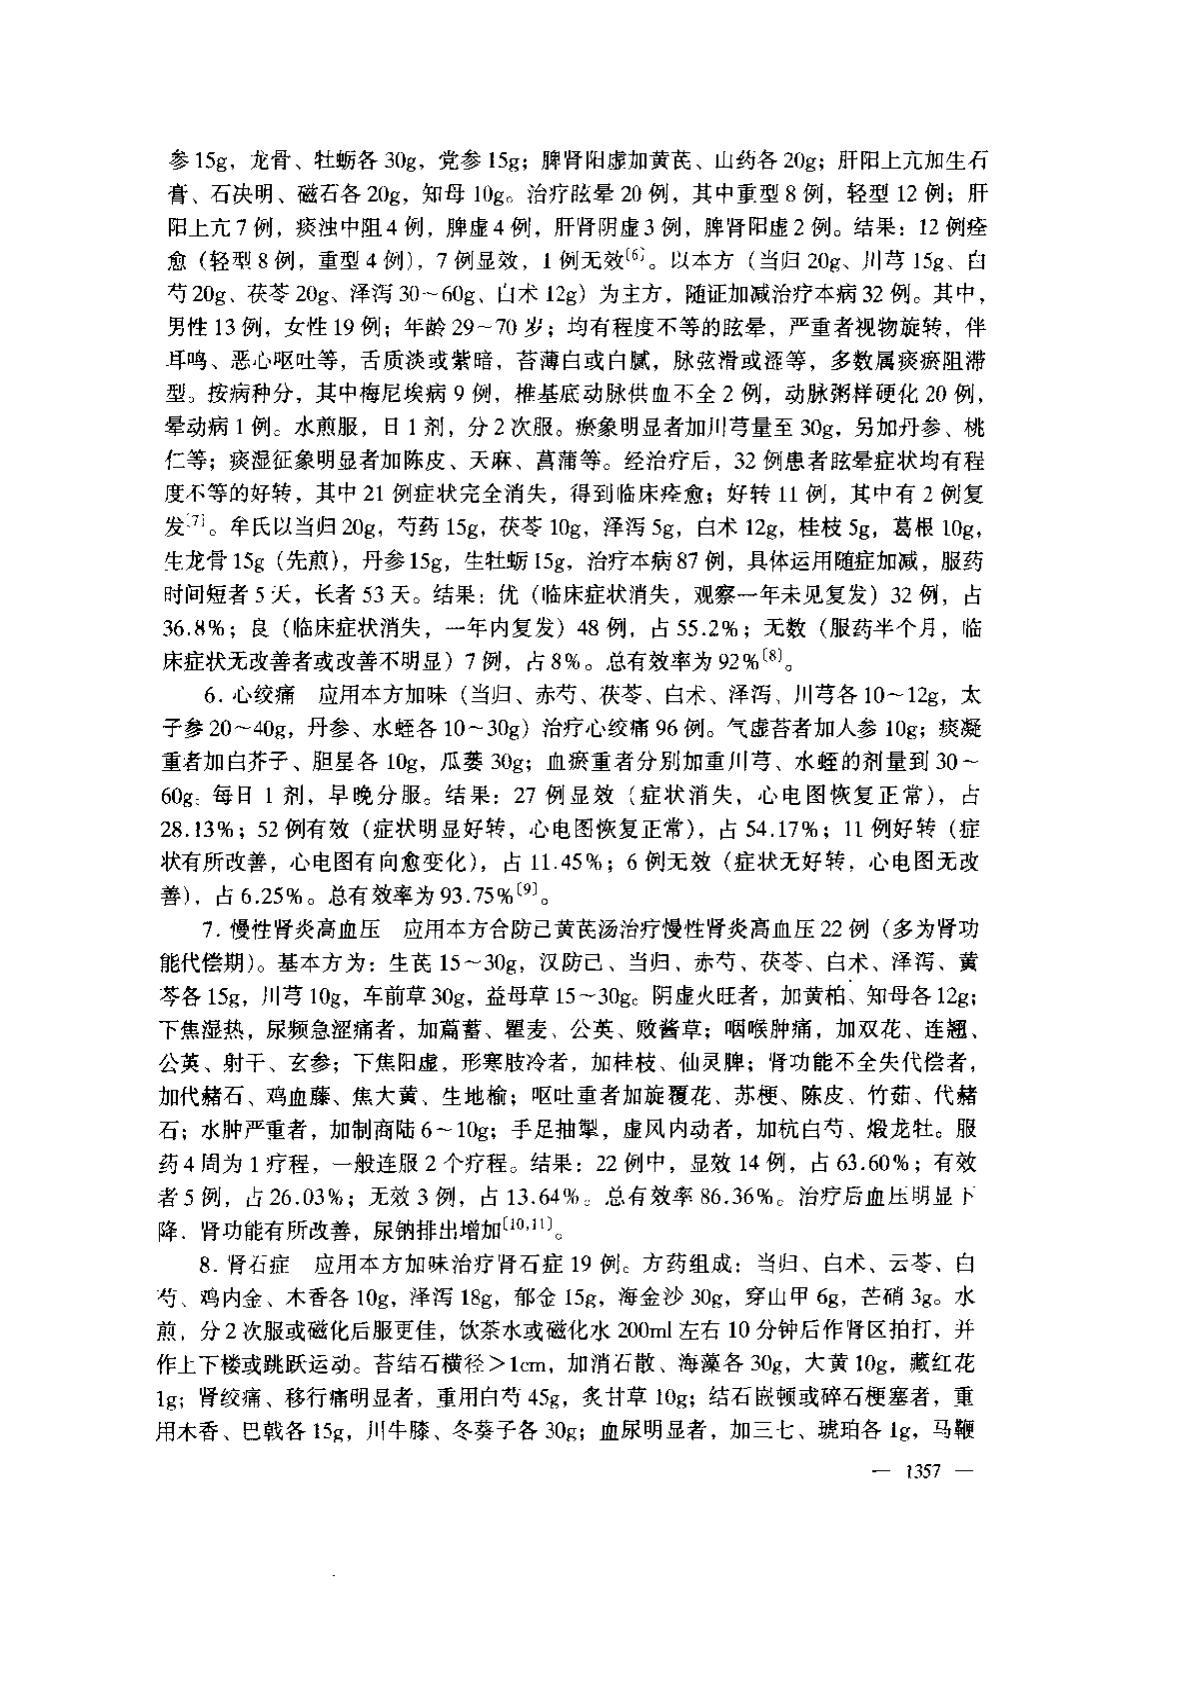 参15g，龙骨、牡蛎各30g，党参15g；脾肾阳虚加黄芪、山药各20g；肝阳上亢加生石
膏、石决明、磁石各20g，知母10g。治疗眩晕20例，其中重型8例，轻型12例；肝
阳上亢7例，痰浊中阻4例，脾虚4例，肝肾阴虚3例，脾肾阳虚2例。结果：12例痊
愈（轻型8例，重型4例），7例显效，1例无效〔6〕。以本方（当归20g、川芎15g、白
芍20g、茯苓20g、泽泻30～60g、白术12g）为主方，随证加减治疗本病32例。其中，
男性13例，女性19例；年龄29～70岁；均有程度不等的眩晕，严重者视物旋转，伴
耳鸣、恶心呕吐等，舌质淡或紫暗，苔薄白或白腻，脉弦滑或涩等，多数属痰瘀阻滞
型。按病种分，其中梅尼埃病9例，椎基底动脉供血不全2例，动脉粥样硬化20例，
晕动病1例。水煎服，日1剂，分2次服。瘀象明显者加川芎量至30g，另加丹参、桃
仁等；痰湿征象明显者加陈皮、天麻、菖蒲等。经治疗后，32例患者眩晕症状均有程
度不等的好转，其中21例症状完全消失，得到临床痊愈；好转11例，其中有2例复
发〔7〕。牟氏以当归20g，芍药15g，茯苓10g，泽泻5g，白术12g，桂枝5g，葛根10g，
生龙骨15g（先煎），丹参15g，生牡蛎15g，治疗本病87例，具体运用随症加减，服药
时间短者5天，长者53天。结果：优（临床症状消失，观察一年未见复发）32例，占
36.8%；良（临床症状消失，一年内复发）48例，占55.2%；无数（服药半个月，临
床症状无改善者或改善不明显）7例，占8%。总有效率为92%〔8〕。
6. 心绞痛　应用本方加味（当归、赤芍、茯苓、白术、泽泻、川芎各10～12g，太
子参20～40g，丹参、水蛭各10～30g）治疗心绞痛96例。气虚苔者加人参10g；痰凝
重者加白芥子、胆星各10g，瓜蒌30g；血瘀重者分别加重川芎、水蛭的剂量到30～
60g；每日1剂，早晚分服。结果：27例显效（症状消失，心电图恢复正常），占
28.13%；52例有效（症状明显好转，心电图恢复正常），占54.17%；11例好转（症
状有所改善，心电图有向愈变化），占11.45%；6例无效（症状无好转，心电图无改
善），占6.25%。总有效率为93.75%〔9〕。
7. 慢性肾炎高血压　应用本方合防己黄芪汤治疗慢性肾炎高血压22例（多为肾功
能代偿期）。基本方为：生芪15～30g，汉防己、当归、赤芍、茯苓、白术、泽泻、黄
芩各15g，川芎10g，车前草30g，益母草15～30g。阴虚火旺者，加黄柏、知母各12g；
下焦湿热，尿频急涩痛者，加萹蓄、瞿麦、公英、败酱草；咽喉肿痛，加双花、连翘、
公英、射干、玄参；下焦阳虚，形寒肢冷者，加桂枝、仙灵脾；肾功能不全失代偿者，
加代赭石、鸡血藤、焦大黄、生地榆；呕吐重者加旋覆花、苏梗、陈皮、竹茹、代赭
石；水肿严重者，加制商陆6～10g；手足抽掣，虚风内动者，加杭白芍、煅龙牡。服
药4周为1疗程，一般连服2个疗程。结果：22例中，显效14例，占63.60%；有效
者5例，占26.03%；无效3例，占13.64%。总有效率86.36%。治疗后血压明显下
降，肾功能有所改善，尿钠排出增加〔10,11〕。
8. 肾石症　应用本方加味治疗肾石症19例。方药组成：当归、白术、云苓、白
芍、鸡内金、木香各10g，泽泻18g，郁金15g，海金沙30g，穿山甲6g，芒硝3g。水
煎，分2次服或磁化后服更佳，饮茶水或磁化水200ml左右10分钟后作肾区拍打，并
作上下楼或跳跃运动。苔结石横径＞1cm，加消石散、海藻各30g，大黄10g，藏红花
1g；肾绞痛、移行痛明显者，重用白芍45g，炙甘草10g；结石嵌顿或碎石梗塞者，重
用木香、巴戟各15g，川牛膝、冬葵子各30g；血尿明显者，加三七、琥珀各1g，马鞭
— 1357 —